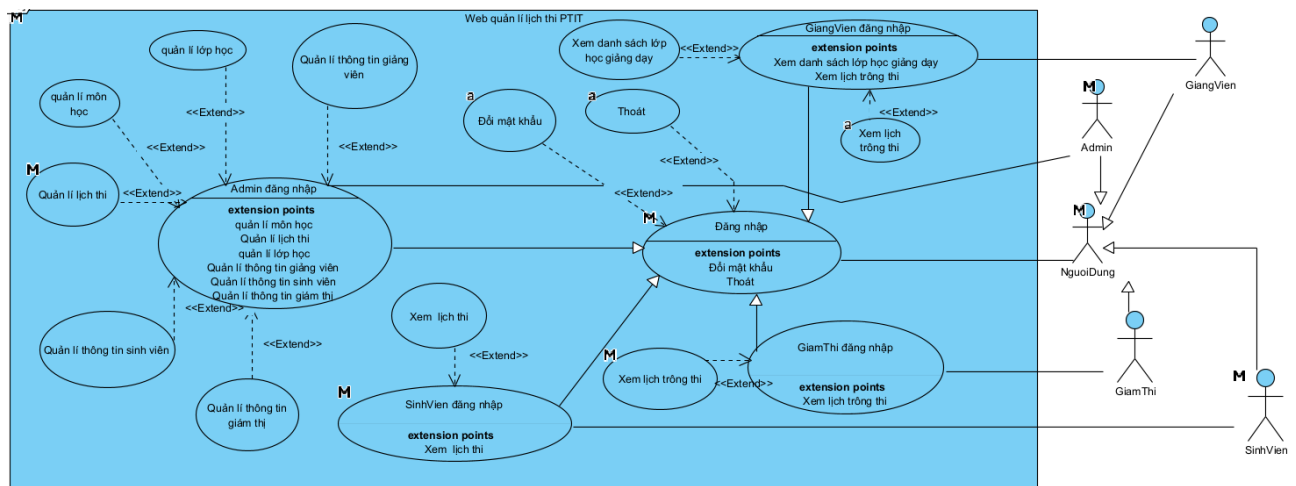 M
Web quản lí lịch thi PTIT
quản lí lớp học
Quản lí thông tin giảng
viên
quản lí môn
học
<<Extend>>
<<Extend>>
<<Extend>>
M
Quản lí lịch thi
<<Extend>>
Admin đăng nhập
extension points
quản lí môn học
Quản lí lịch thi
quản lí lớp học
Quản lí thông tin giảng viên
Quản lí thông tin sinh viên
Quản lí thông tin giám thị
<<Extend>>
Quản lí thông tin sinh viên
<<Extend>>
Quản lí thông tin
giám thị
a
Đổi mật khẩu
<<Extend>>
a
Thoát
<<Extend>>
Xem danh sách lớp
học giảng dạy
<<Extend>>
GiangVien đăng nhập
extension points
Xem danh sách lớp học giảng dạy
Xem lịch trông thi
<<Extend>>
a
Xem lịch
trông thi
M
Đăng nhập
extension points
Đổi mật khẩu
Thoát
Xem lịch thi
<<Extend>>
M
SinhVien đăng nhập
extension points
Xem lịch thi
M
Xem lịch trông thi
<<Extend>>
GiamThi đăng nhập
extension points
Xem lịch trông thi
GiangVien
M
Admin
M
NguoiDung
GiamThi
M
SinhVien